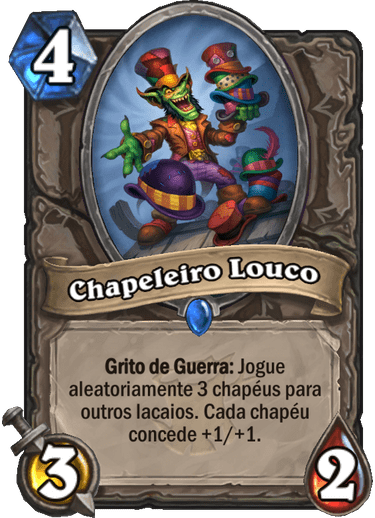 4
Chapeleiro Louco
Grito de Guerra: Jogue
aleatoriamente 3 chapéus para
outros lacaios. Cada chapéu
concede +1/+1.
3
2